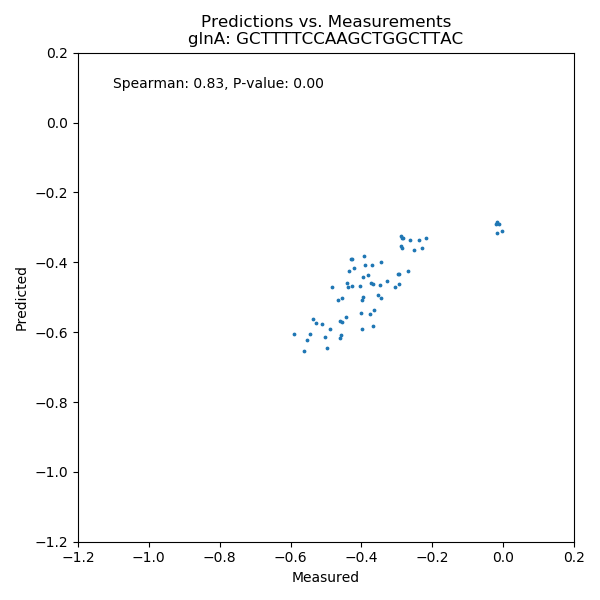 Predictions vs. Measurements
glnA: GCTTTTCCAAGCTGGCTTAC
Spearman: 0.83, P-value: 0.00
0.2
0.0
−0.2
−0.4
−0.6
−0.8
−1.0
−1.2
Predicted
−1.2 −1.0 −0.8 −0.6 −0.4 −0.2 0.0 0.2
Measured